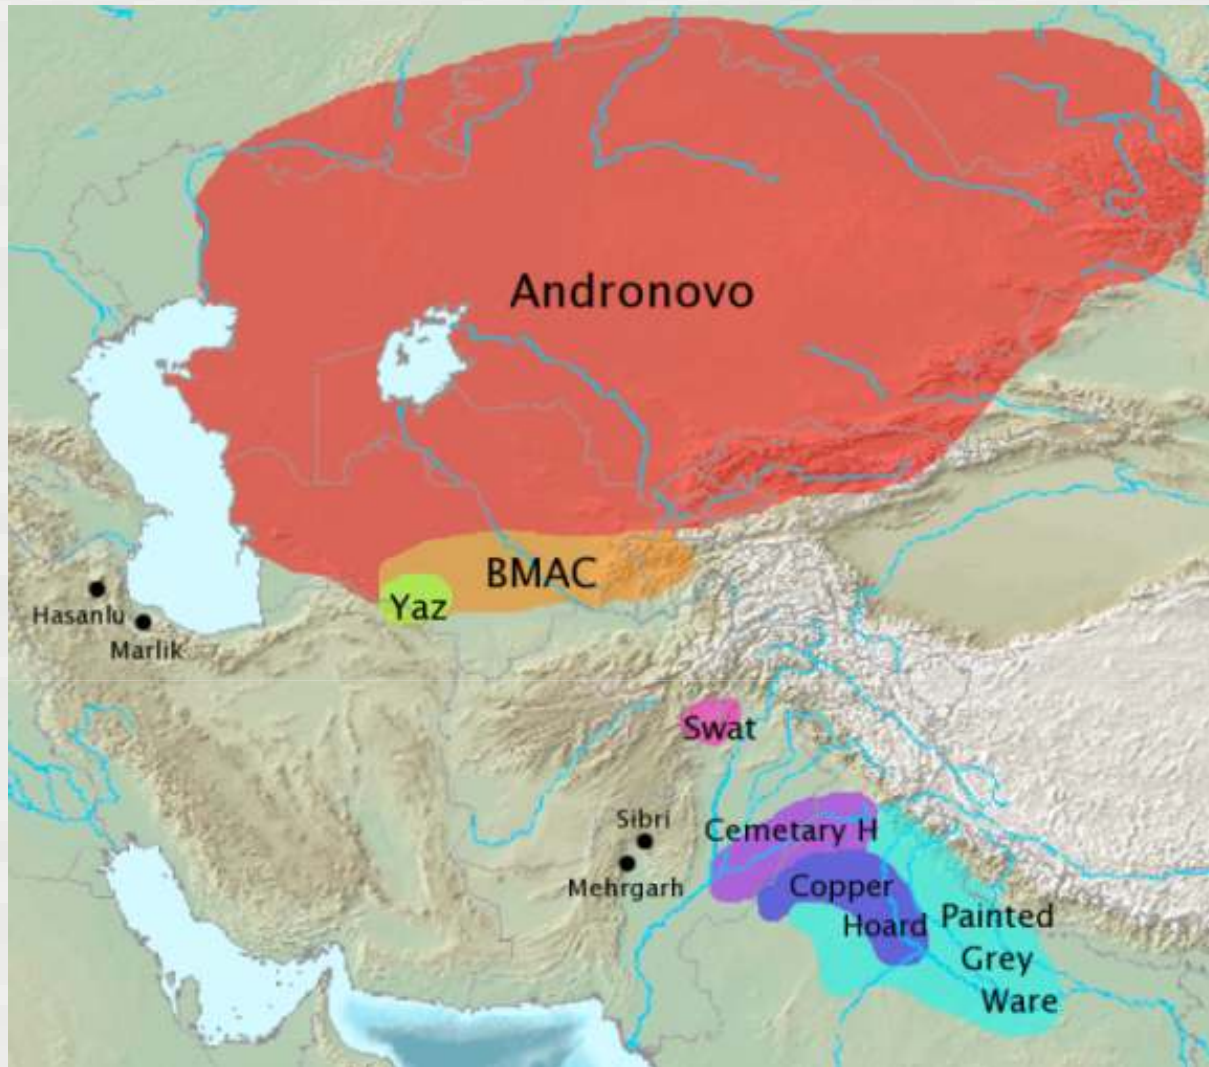 Andronovo
BMAC
Yaz
Hasanlu
Marlik
Swat
Sibri
Mehrgarh
Cemetary H
Copper
Hoard
Painted
Grey
Ware